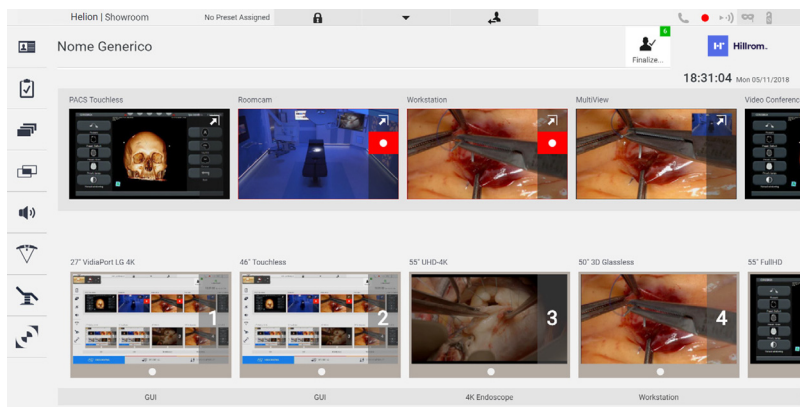 Helion | Showroom
No Preset Assigned
Nome Generico
6
Finalize...
Hillrom.
18:31:04 Mon 05/11/2018
PACS Touchless
Roomcam
Workstation
MultiView
Video Conferenc
27" VidiaPort LG 4K
46" Touchless
55" UHD-4K
50" 3D Glassless
55" FullHD
1
2
3
4
GUI
GUI
4K Endoscope
Workstation